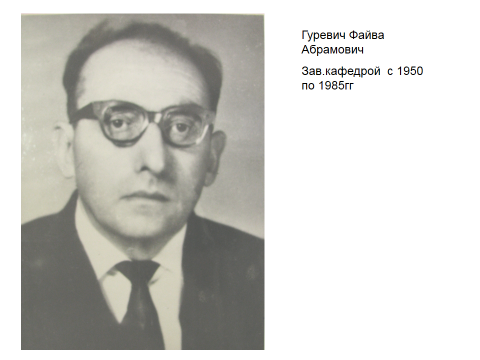 Гуревич Файва
Абрамович
Зав.кафедрой  с 1950
по 1985гг